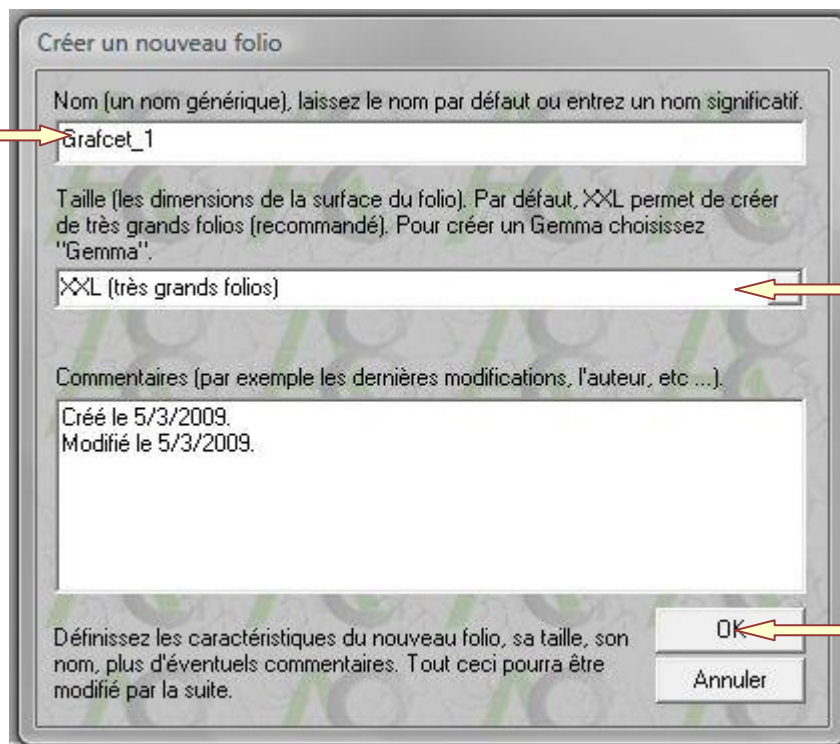 Créer un nouveau folio
Nom (un nom générique), laissez le nom par défaut ou entrez un nom significatif.
Grafcet_1
Taille (les dimensions de la surface du folio). Par défaut, XXL permet de créer
de très grands folios (recommandé). Pour créer un Gemma choisissez
"Gemma".
XXL (très grands folios)
Commentaires (par exemple les dernières modifications, l'auteur, etc ...).
Créé le 5/3/2009.
Modifié le 5/3/2009.
Définissez les caractéristiques du nouveau folio, sa taille, son
nom, plus d'éventuels commentaires. Tout ceci pourra être
modifié par la suite.
OK
Annuler